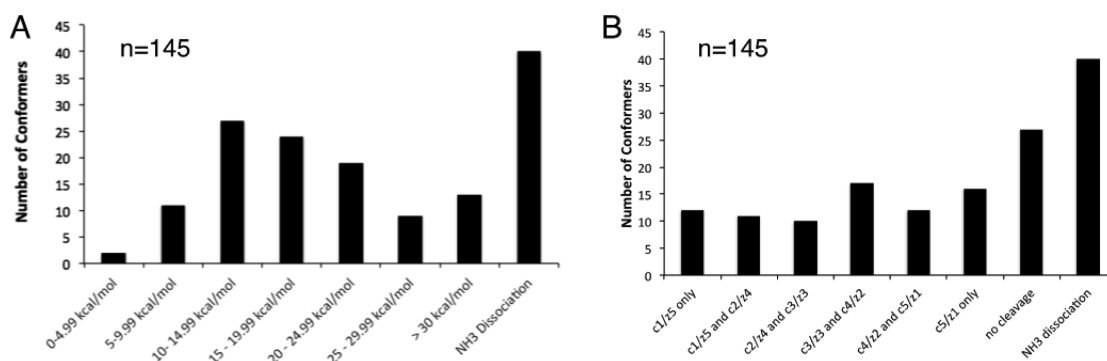 A
n=145
Number of Conformers
45
40
35
30
25
20
15
10
5
0
0-4.99 kcal/mol
5-9.99 kcal/mol
10- 14.99 kcal/mol
15 - 19.99 kcal/mol
20 - 24.99 kcal/mol
25 - 29.99 kcal/mol
> 30 kcal/mol
NH3 Dissociation
B
n=145
Number of Conformers
45
40
35
30
25
20
15
10
5
0
c1/z5 only
c1/z5 and c2/z4
c2/z4 and c3/z3
c3/z3 and c4/z2
c4/z2 and c5/z1
c5/z1 only
no cleavage
NH3 dissociation